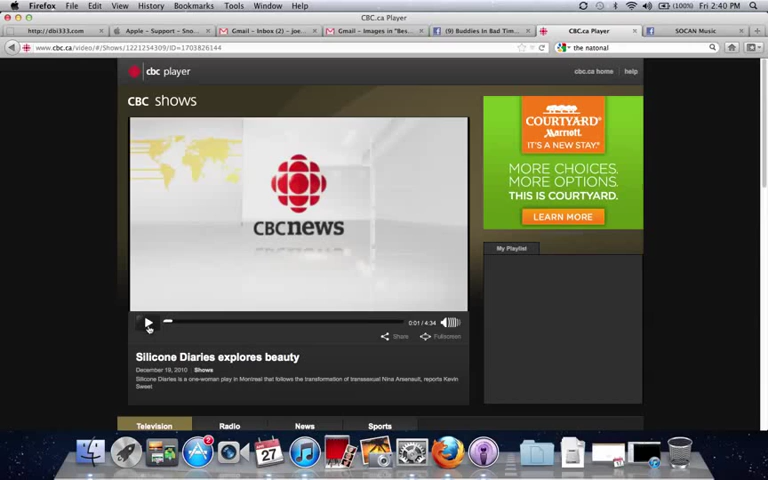 Firefox File Edit View History Bookmarks Tools Window Help (100%) Fri 2:40 PM
CBC.ca Player
http://dbi333.com/ Apple - Support - Sno... Gmail - Inbox (2) - joe... Gmail - Images in "Bes... (9) Buddies In Bad Tim... CBC.ca Player SOCAN Music
www.cbc.ca/video/#/Shows/1221254309/ID=1703826144 the natonal
cbc player cbc.ca home help
CBC shows
COURTYARD
Marriott
IT'S A NEW STAY.
MORE CHOICES.
MORE OPTIONS.
THIS IS COURTYARD.
LEARN MORE
CBCnews
My Playlist
0:01 / 4:34
Share Fullscreen
Silicone Diaries explores beauty
December 19, 2010 Shows
Silicone Diaries is a one-woman play in Montreal that follows the transformation of transsexual Nina Arsenault, reports Kevin
Sweet
Television Radio News Sports
2
27